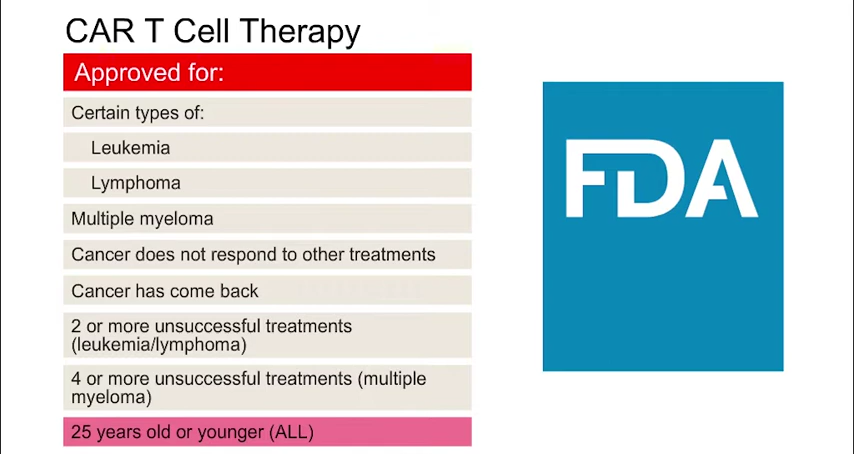 CAR T Cell Therapy
Approved for:
Certain types of:
Leukemia
Lymphoma
Multiple myeloma
Cancer does not respond to other treatments
Cancer has come back
2 or more unsuccessful treatments
(leukemia/lymphoma)
4 or more unsuccessful treatments (multiple
myeloma)
25 years old or younger (ALL)
FDA